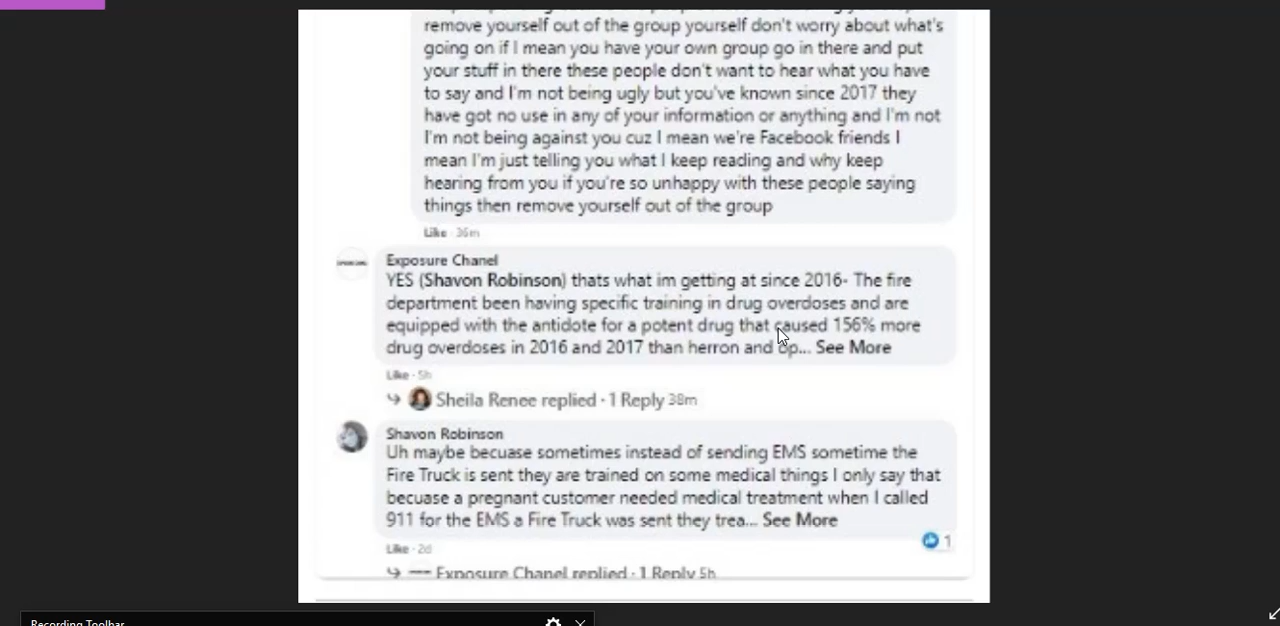 remove yourself out of the group yourself don't worry about what's
going on if I mean you have your own group go in there and put
your stuff in there these people don't want to hear what you have
to say and I'm not being ugly but you've known since 2017 they
have got no use in any of your information or anything and I'm not
I'm not being against you cuz I mean we're Facebook friends I
mean I'm just telling you what I keep reading and why keep
hearing from you if you're so unhappy with these people saying
things then remove yourself out of the group
Like · 36m
Exposure Chanel
YES (Shavon Robinson) thats what im getting at since 2016- The fire
department been having specific training in drug overdoses and are
equipped with the antidote for a potent drug that caused 156% more
drug overdoses in 2016 and 2017 than herron and op... See More
Like · 5h
Sheila Renee replied · 1 Reply 38m
Shavon Robinson
Uh maybe becuase sometimes instead of sending EMS sometime the
Fire Truck is sent they are trained on some medical things I only say that
becuase a pregnant customer needed medical treatment when I called
911 for the EMS a Fire Truck was sent they trea... See More
1
Like · 2d
Exposure Chanel replied · 1 Reply 5h
Recording Toolbar